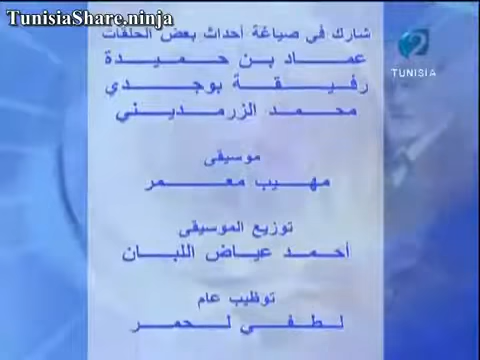 TunisiaShare.ninja
شارك في صياغة أحداث بعض الحلقات
عماد بن حميدة
رفيقة بوجدي
محمد الزرمديني
TUNISIA
موسيقى
مهيب معمر
توزيع الموسيقى
أحمد عياض اللبان
توظيب عام
لطفي لحمر